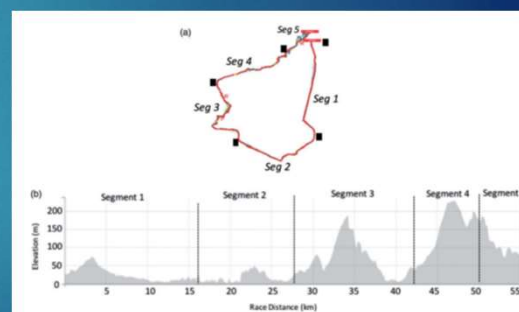 (a)
Seg 5
Seg 4
Seg 3
Seg 1
Seg 2
(b)
Segment 1 Segment 2 Segment 3 Segment 4 Segment
Elevation (m)
200
150
100
50
0
5 10 15 20 25 30 35 40 45 50 55
Race Distance (km)